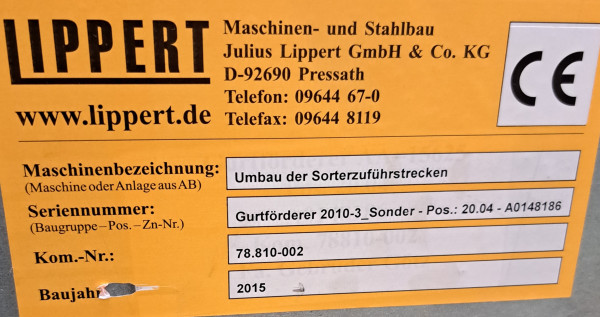 LIPPERT
www.lippert.de
Maschinen- und Stahlbau
Julius Lippert GmbH & Co. KG
D-92690 Pressath
Telefon: 09644 67-0
Telefax: 09644 8119
CE
Maschinenbezeichnung: Umbau der Sorterzuführstrecken
(Maschine oder Anlage aus AB)
Seriennummer: Gurtförderer 2010-3_Sonder - Pos.: 20.04 - A0148186
(Baugruppe–Pos.–Zn-Nr.)
Kom.-Nr.: 78.810-002
Baujahr 2015